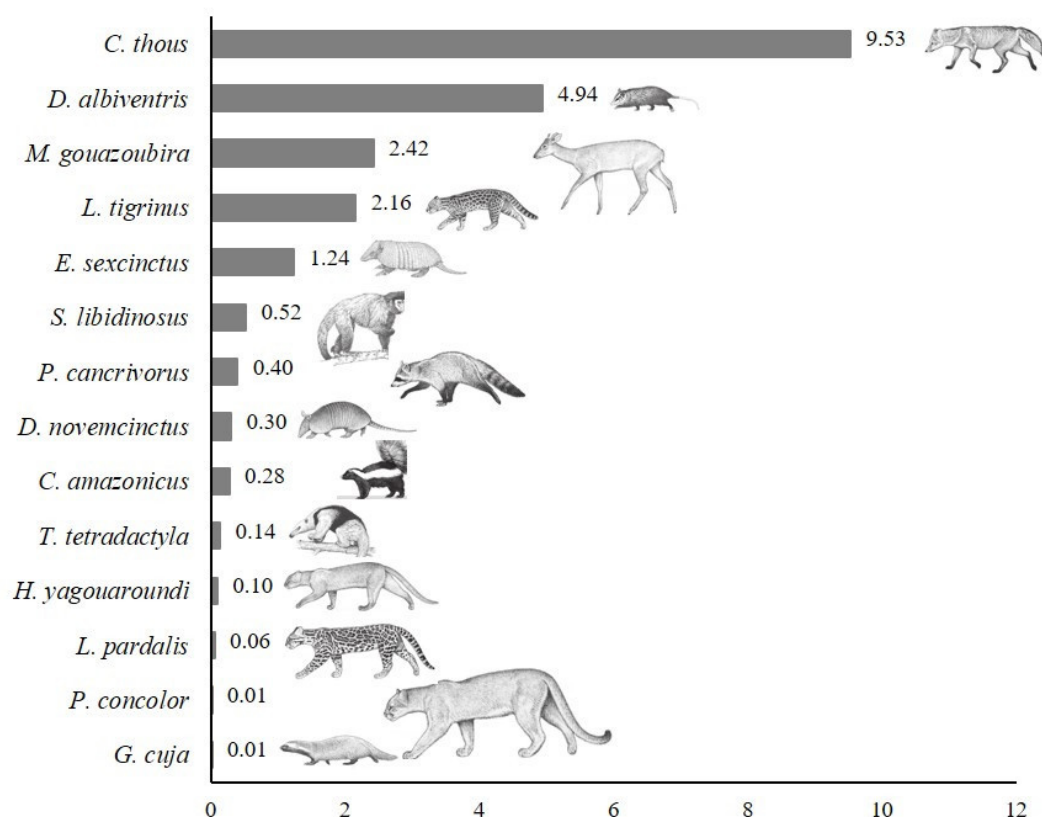 C. thous 9.53
D. albiventris 4.94
M. gouazoubira 2.42
L. tigrinus 2.16
E. sexcinctus 1.24
S. libidinosus 0.52
P. cancrivorus 0.40
D. novemcinctus 0.30
C. amazonicus 0.28
T. tetradactyla 0.14
H. yagouaroundi 0.10
L. pardalis 0.06
P. concolor 0.01
G. cuja 0.01
0 2 4 6 8 10 12